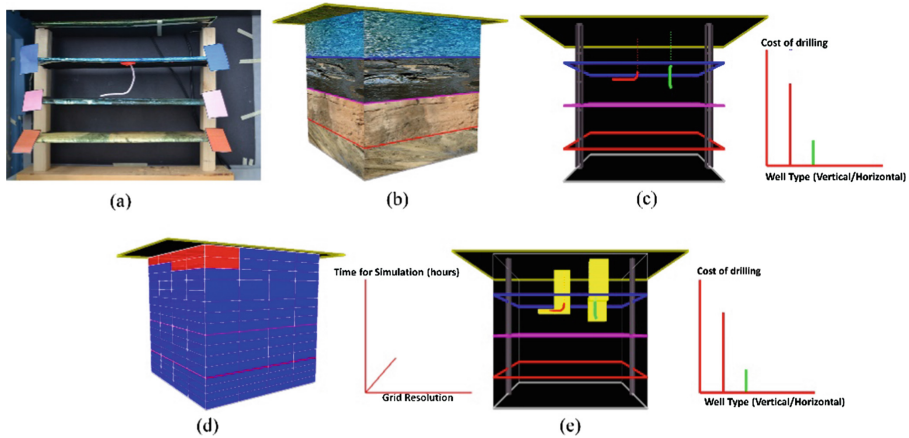 (a)
(b)
(c)
Cost of drilling
Well Type (Vertical/Horizontal)
(d)
Time for Simulation (hours)
Grid Resolution
(e)
Cost of drilling
Well Type (Vertical/Horizontal)